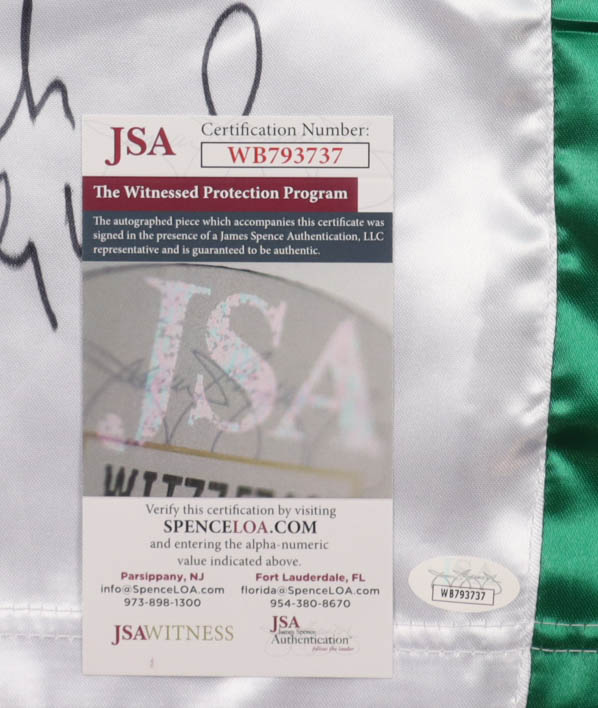 JSA
Certification Number:
WB793737
The Witnessed Protection Program
The autographed piece which accompanies this certificate was
signed in the presence of a James Spence Authentication, LLC
representative and is guaranteed to be authentic.
JSA
Verify this certification by visiting
SPENCELOA.COM
and entering the alpha-numeric
value indicated above.
Parsippany, NJ
info@SpenceLOA.com
973-898-1300
Fort Lauderdale, FL
florida@SpenceLOA.com
954-380-8670
JSAWITNESS
JSA
James Spence
Authentication
WB793737